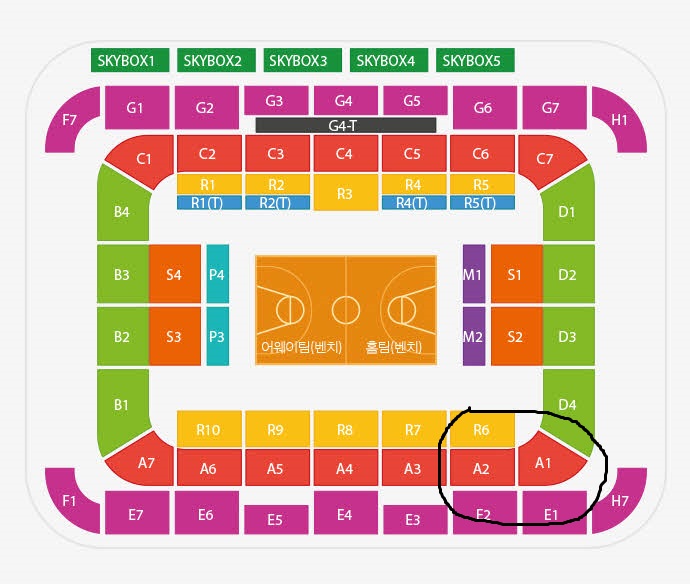 SKYBOX1 SKYBOX2 SKYBOX3 SKYBOX4 SKYBOX5
F7 G1 G2 G3 G4 G5 G6 G7 H1
G4-T
C1 C2 C3 C4 C5 C6 C7
R1 R2 R3 R4 R5
R1(T) R2(T) R4(T) R5(T)
B4 D1
B3 S4 P4 M1 S1 D2
B2 S3 P3 M2 S2 D3
어웨이팀(벤치) 홈팀(벤치)
B1 D4
R10 R9 R8 R7 R6
A7 A6 A5 A4 A3 A2 A1
F1 E7 E6 E5 E4 E3 E2 E1 H7